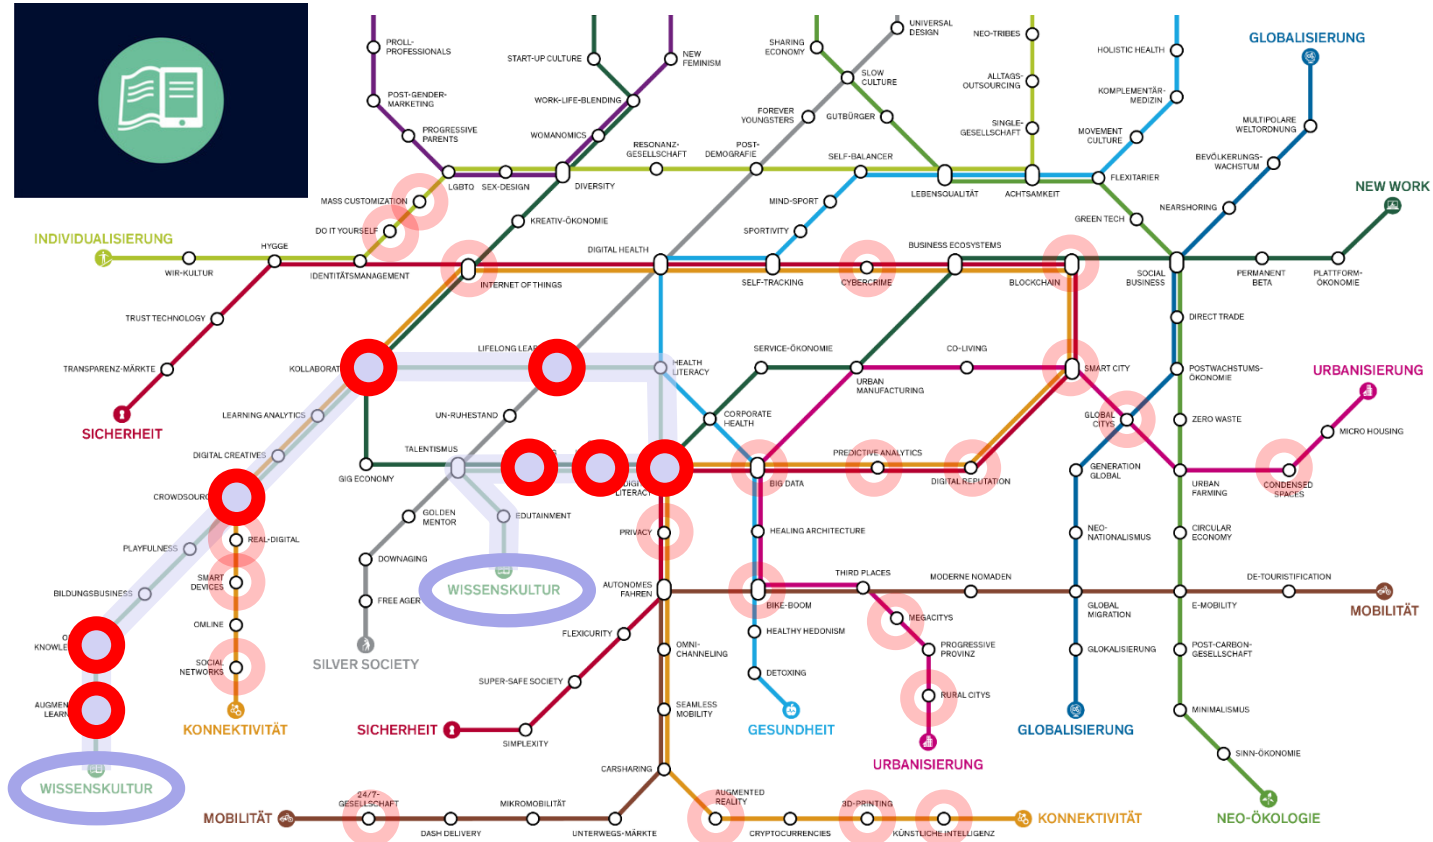 PROLL-
PROFESSIONALS
POST-GENDER-
MARKETING
PROGRESSIVE
PARENTS
START-UP CULTURE
NEW
FEMINISM
WORK-LIFE-BLENDING
WOMANOMICS
RESONANZ-
GESELLSCHAFT
LGBTQ
SEX-DESIGN
DIVERSITY
UNIVERSAL
DESIGN
SHARING
ECONOMY
SLOW
CULTURE
FOREVER
YOUNGSTERS
GUTBÜRGER
POST-
DEMOGRAFIE
SELF-BALANCER
NEO-TRIBES
ALLTAGS-
OUTSOURCING
SINGLE-
GESELLSCHAFT
LEBENSQUALITÄT
ACHTSAMKEIT
HOLISTIC HEALTH
KOMPLEMENTÄR-
MEDIZIN
MOVEMENT
CULTURE
FLEXITARIER
GLOBALISIERUNG
MULTIPOLARE
WELTORDNUNG
BEVÖLKERUNGS-
WACHSTUM
NEARSHORING
NEW WORK
MASS CUSTOMIZATION
DO IT YOURSELF
KREATIV-ÖKONOMIE
MIND-SPORT
SPORTIVITY
GREEN TECH
INDIVIDUALISIERUNG
WIR-KULTUR
HYGGE
IDENTITÄTSMANAGEMENT
INTERNET OF THINGS
DIGITAL HEALTH
SELF-TRACKING
CYBERCRIME
BUSINESS ECOSYSTEMS
BLOCKCHAIN
SOCIAL
BUSINESS
PERMANENT
BETA
PLATTFORM-
ÖKONOMIE
TRUST TECHNOLOGY
TRANSPARENZ-MÄRKTE
SICHERHEIT
DIRECT TRADE
KOLLABORAT
LIFELONG LEA
HEALTH
LITERACY
SERVICE-ÖKONOMIE
CO-LIVING
URBAN
MANUFACTURING
SMART CITY
POSTWACHSTUMS-
ÖKONOMIE
URBANISIERUNG
LEARNING ANALYTICS
UN-RUHESTAND
CORPORATE
HEALTH
GLOBAL
CITYS
ZERO WASTE
MICRO HOUSING
DIGITAL CREATIVES
TALENTISMUS
GIG ECONOMY
DIGI
LITERACY
BIG DATA
PREDICTIVE ANALYTICS
DIGITAL REPUTATION
GENERATION
GLOBAL
URBAN
FARMING
CONDENSED
SPACES
CROWDSOUR
GOLDEN
MENTOR
EDUTAINMENT
PRIVACY
HEALING ARCHITECTURE
NEO-
NATIONALISMUS
CIRCULAR
ECONOMY
PLAYFULNESS
REAL-DIGITAL
DOWNAGING
BILDUNGSBUSINESS
SMART
DEVICES
FREE AGER
WISSENSKULTUR
AUTONOMES
FAHREN
BIKE-BOOM
THIRD PLACES
MODERNE NOMADEN
GLOBAL
MIGRATION
E-MOBILITY
DE-TOURISTIFICATION
MOBILITÄT
OMLINE
FLEXICURITY
HEALTHY HEDONISM
MEGACITYS
KNOWLE
SOCIAL
NETWORKS
SILVER SOCIETY
OMNI-
CHANNELING
PROGRESSIVE
PROVINZ
GLOKALISIERUNG
POST-CARBON-
GESELLSCHAFT
SUPER-SAFE SOCIETY
DETOXING
RURAL CITYS
AUGMEN
LEARN
KONNEKTIVITÄT
SICHERHEIT
SIMPLEXITY
SEAMLESS
MOBILITY
GESUNDHEIT
GLOBALISIERUNG
MINIMALISMUS
URBANISIERUNG
SINN-ÖKONOMIE
WISSENSKULTUR
CARSHARING
MOBILITÄT
24/7-
GESELLSCHAFT
DASH DELIVERY
MIKROMOBILITÄT
UNTERWEGS-MÄRKTE
AUGMENTED
REALITY
CRYPTOCURRENCIES
3D-PRINTING
KÜNSTLICHE INTELLIGENZ
KONNEKTIVITÄT
NEO-ÖKOLOGIE